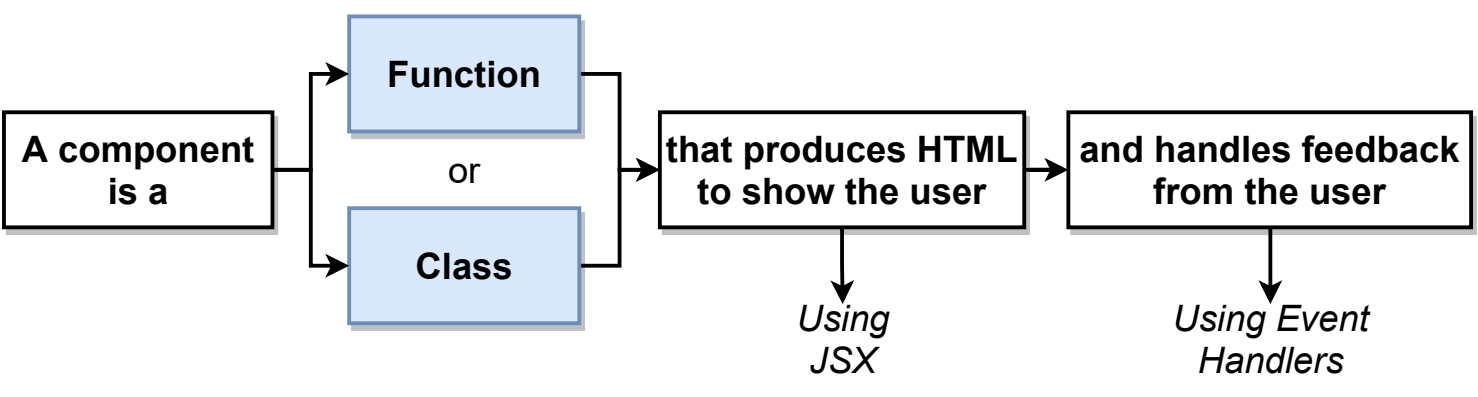 A component
is a
Function
or
Class
that produces HTML
to show the user
and handles feedback
from the user
Using
JSX
Using Event
Handlers